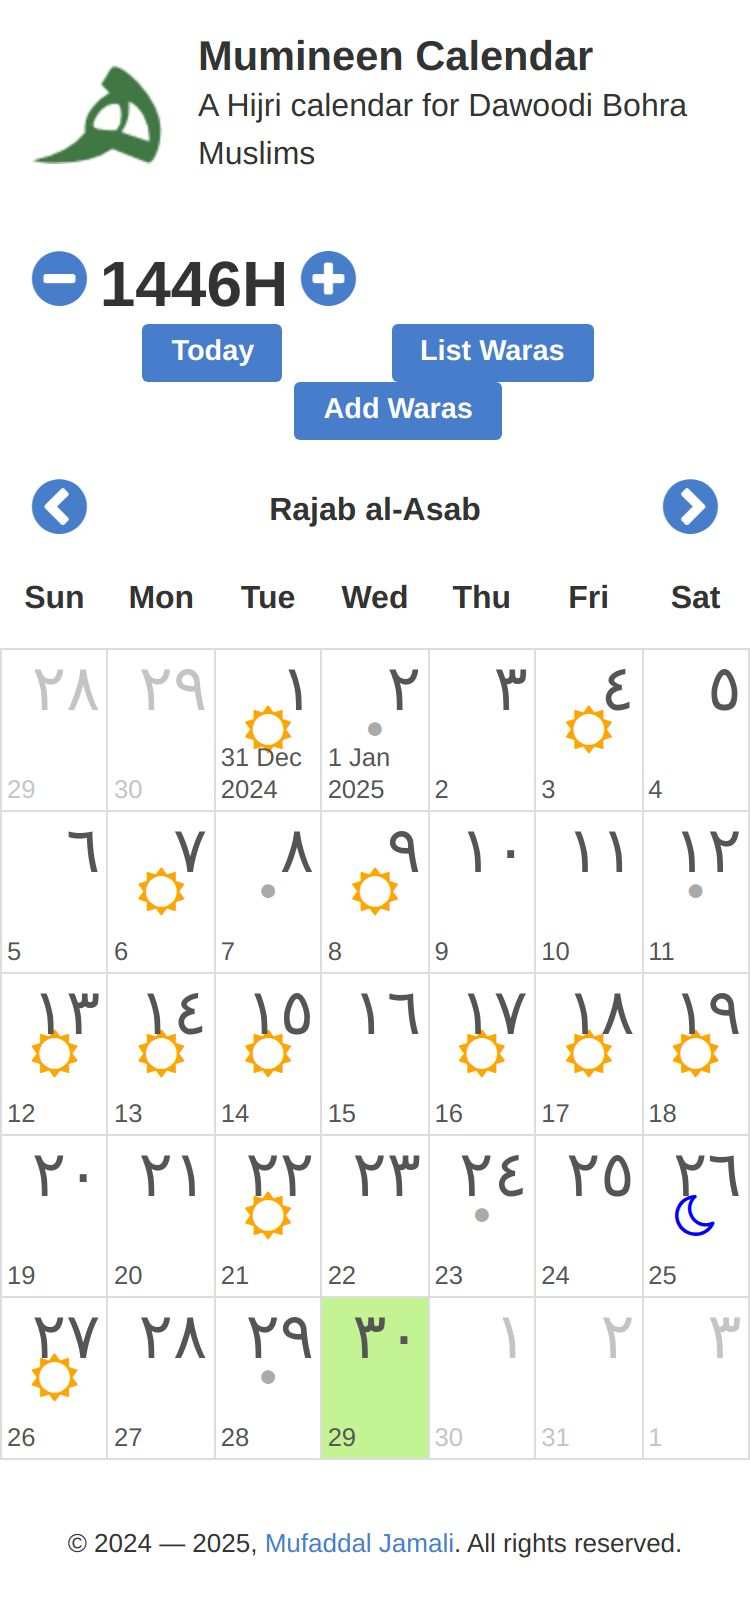 Mumineen Calendar
A Hijri calendar for Dawoodi Bohra
Muslims
1446H
Today
List Waras
Add Waras
Rajab al-Asab
Sun Mon Tue Wed Thu Fri Sat
٢٨ ٢٩ ١ ٢ ٣ ٤ ٥
31 Dec 1 Jan
29 30 2024 2025 2 3 4
٦ ٧ ٨ ٩ ١٠ ١١ ١٢
5 6 7 8 9 10 11
١٣ ١٤ ١٥ ١٦ ١٧ ١٨ ١٩
12 13 14 15 16 17 18
٢٠ ٢١ ٢٢ ٢٣ ٢٤ ٢٥ ٢٦
19 20 21 22 23 24 25
٢٧ ٢٨ ٢٩ ٣٠ ١ ٢ ٣
26 27 28 29 30 31 1
© 2024 — 2025, Mufaddal Jamali. All rights reserved.